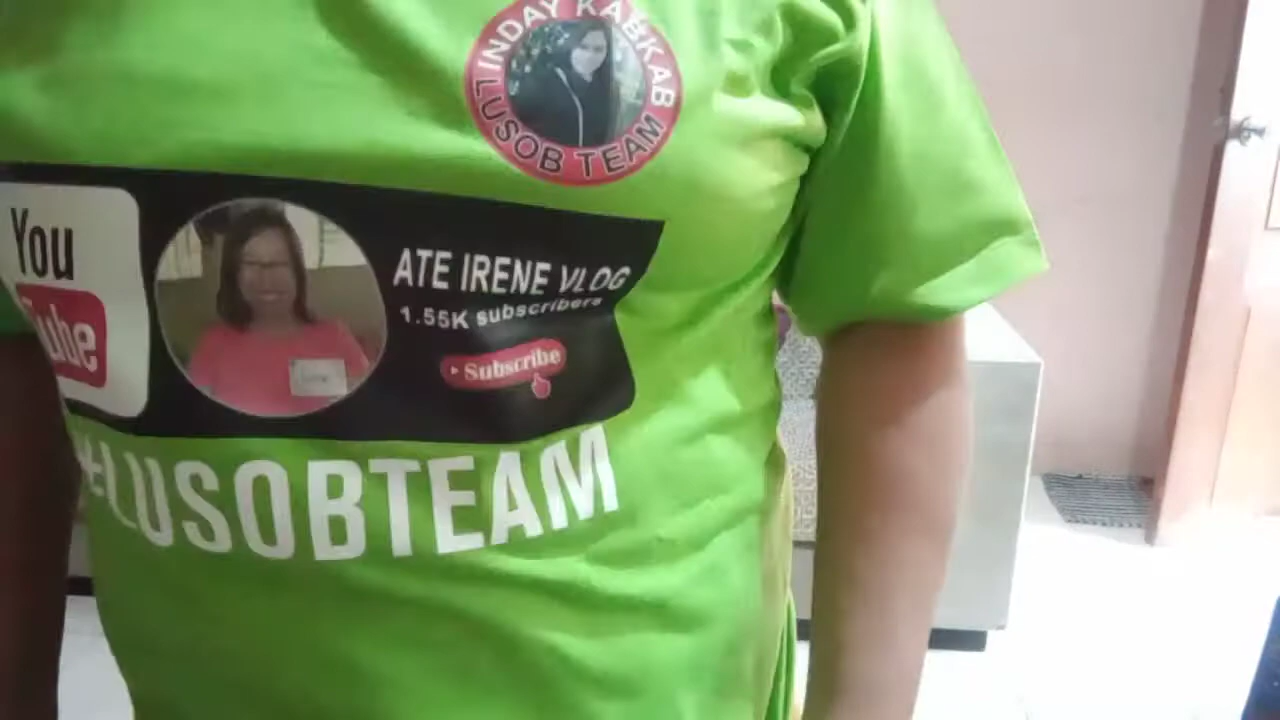 INDAY KABKAB
LUSOB TEAM
You
Tube
ATE IRENE VLOG
1.55K subscribers
Subscribe
#LUSOBTEAM